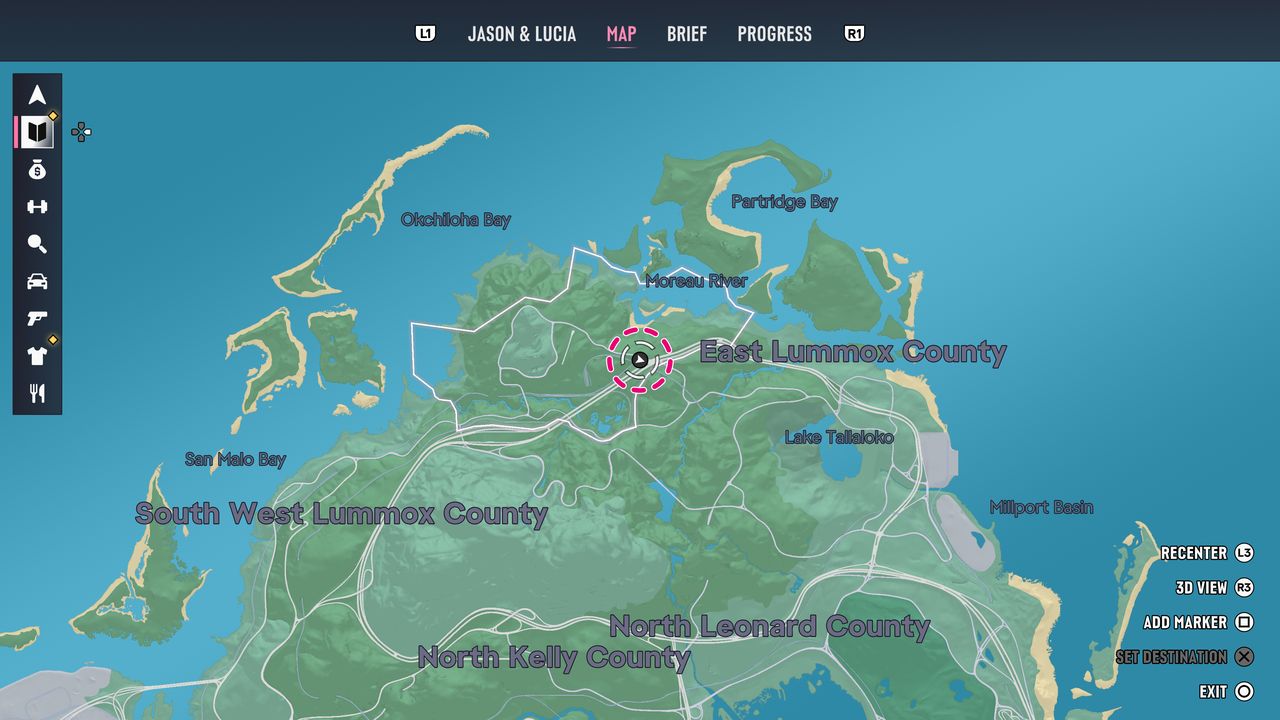 L1 JASON & LUCIA MAP BRIEF PROGRESS R1
$
Okchiloha Bay
Partridge Bay
Moreau River
East Lummox County
Lake Tallaloko
San Malo Bay
South West Lummox County
Millport Basin
RECENTER L3
3D VIEW R3
ADD MARKER
SET DESTINATION
EXIT
North Leonard County
North Kelly County